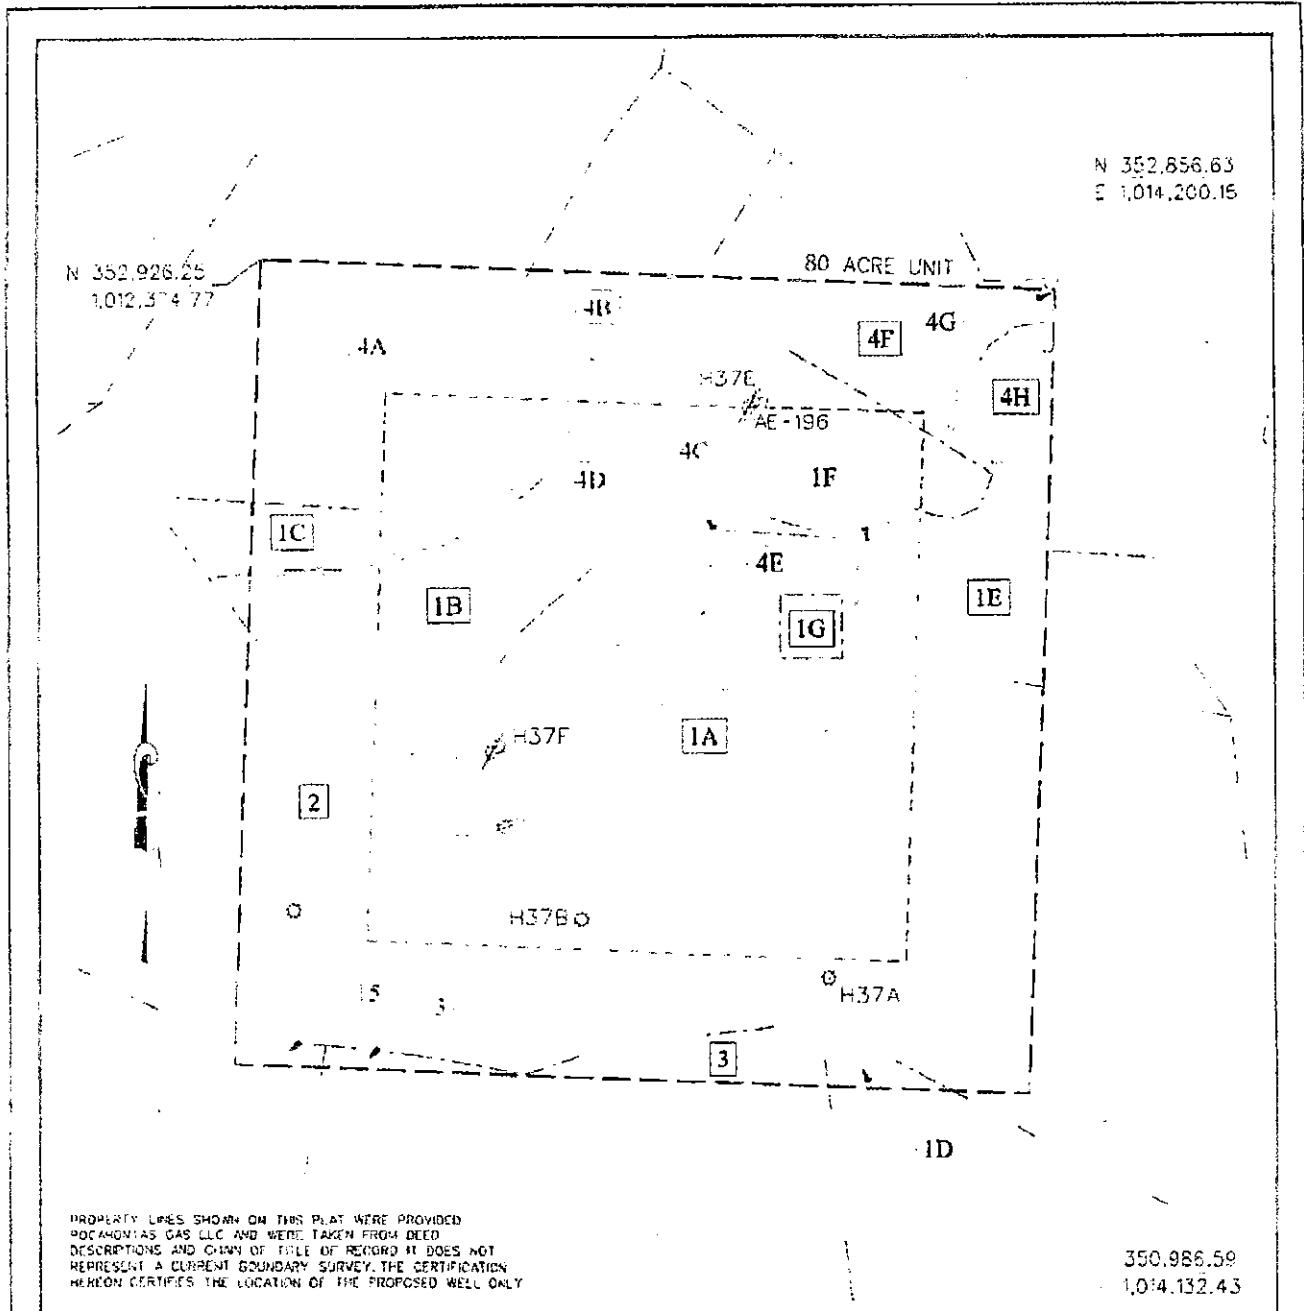 N 352,856.63
E 1,014,200.15
N 352,926.25
80 ACRE UNIT
4B
4G
4F
4A
H37E
4H
AE-196
4C
4D
1F
1C
4E
1B
1E
1G
H37F
1A
2
H37B
H37A
15
3
3
1D
PROPERTY LINES SHOWN ON THIS PLAT WERE PROVIDED
POCAHONTAS GAS LLC AND WERE TAKEN FROM DEED
DESCRIPTIONS AND CHAIN OF TITLE OF RECORD IT DOES NOT
REPRESENT A CURRENT BOUNDARY SURVEY. THE CERTIFICATION
HEREON CERTIFIES THE LOCATION OF THE PROPOSED WELL ONLY
350,986.59
1,014,132.43